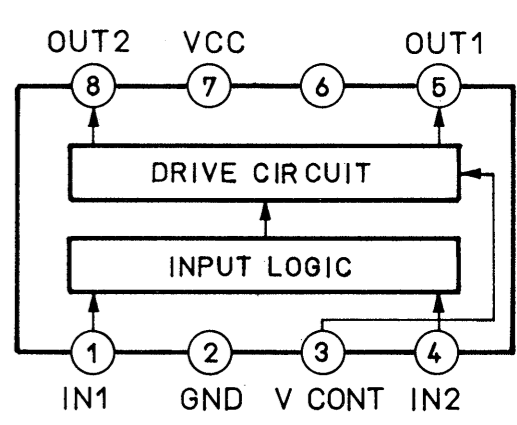 OUT2 VCC OUT1
8 7 6 5
DRIVE CIRCUIT
INPUT LOGIC
1 2 3 4
IN1 GND V CONT IN2